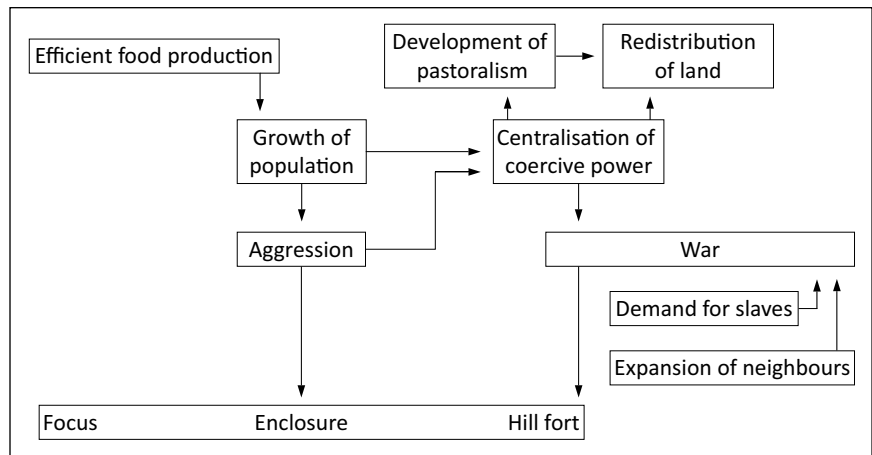 Efficient food production
Development of
pastoralism
Redistribution
of land
Growth of
population
Centralisation of
coercive power
Aggression
War
Demand for slaves
Expansion of neighbours
Focus
Enclosure
Hill fort